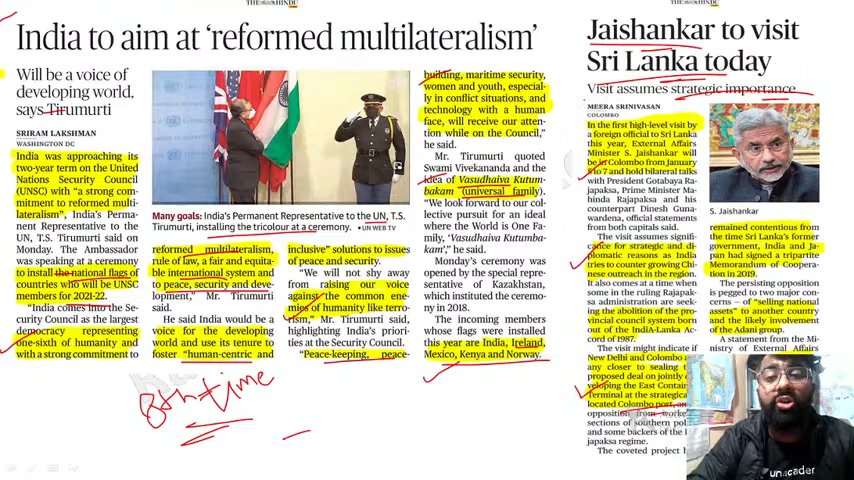 THE HINDU
India to aim at ‘reformed multilateralism’
Will be a voice of
developing world,
says Tirumurti
SRIRAM LAKSHMAN
WASHINGTON DC
India was approaching its
two-year term on the United
Nations Security Council
(UNSC) with “a strong com-
mitment to reformed multi-
lateralism”, India’s Perma-
nent Representative to the
UN, T.S. Tirumurti said on
Monday. The Ambassador
was speaking at a ceremony
to install the national flags of
countries who will be UNSC
members for 2021-22.
“India comes into the Se-
curity Council as the largest
democracy representing
one-sixth of humanity and
with a strong commitment to
Many goals: India’s Permanent Representative to the UN, T.S.
Tirumurti, installing the tricolour at a ceremony. • UN WEB TV
reformed multilateralism,
rule of law, a fair and equita-
ble international system and
to peace, security and deve-
lopment,” Mr. Tirumurti
said.
He said India would be a
voice for the developing
world and use its tenure to
foster “human-centric and
inclusive” solutions to issues
of peace and security.
“We will not shy away
from raising our voice
against the common ene-
mies of humanity like terro-
rism,” Mr. Tirumurti said,
highlighting India’s priori-
ties at the Security Council.
“Peace-keeping, peace-
building, maritime security,
women and youth, especial-
ly in conflict situations, and
technology with a human
face, will receive our atten-
tion while on the Council,”
he said.
Mr. Tirumurti quoted
Swami Vivekananda and the
idea of Vasudhaiva Kutum-
bakam (universal family).
“We look forward to our col-
lective pursuit for an ideal
where the World is One Fa-
mily, ‘Vasudhaiva Kutumba-
kam’,” he said.
Monday’s ceremony was
opened by the special repre-
sentative of Kazakhstan,
which instituted the ceremo-
ny in 2018.
The incoming members
whose flags were installed
this year are India, Ireland,
Mexico, Kenya and Norway.
8th time
THE HINDU
Jaishankar to visit
Sri Lanka today
Visit assumes strategic importance
MEERA SRINIVASAN
COLOMBO
In the first high-level visit by
a foreign official to Sri Lanka
this year, External Affairs
Minister S. Jaishankar will
be in Colombo from January
5 to 7 and hold bilateral talks
with President Gotabaya Ra-
japaksa, Prime Minister Ma-
hinda Rajapaksa and his
counterpart Dinesh Guna-
wardena, official statements
from both capitals said.
The visit assumes signifi-
cance for strategic and di-
plomatic reasons as India
tries to counter growing Chi-
nese outreach in the region.
It also comes at a time when
some in the ruling Rajapak-
sa administration are seek-
ing the abolition of the pro-
vincial council system born
out of the IndiA-Lanka Ac-
cord of 1987.
The visit might indicate if
New Delhi and Colombo a
any closer to sealing t
proposed deal on jointly d
veloping the East Contain
Terminal at the strategica
located Colombo port, am
opposition from worke
sections of southern pol
and some backers of the
japaksa regime.
The coveted project h
S. Jaishankar
remained contentious from
the time Sri Lanka’s former
government, India and Ja-
pan had signed a tripartite
Memorandum of Coopera-
tion in 2019.
The persisting opposition
is pegged to two major con-
cerns – of “selling national
assets” to another country
and the likely involvement of
the Adani group.
A statement from the Mi-
nistry of External Affairs